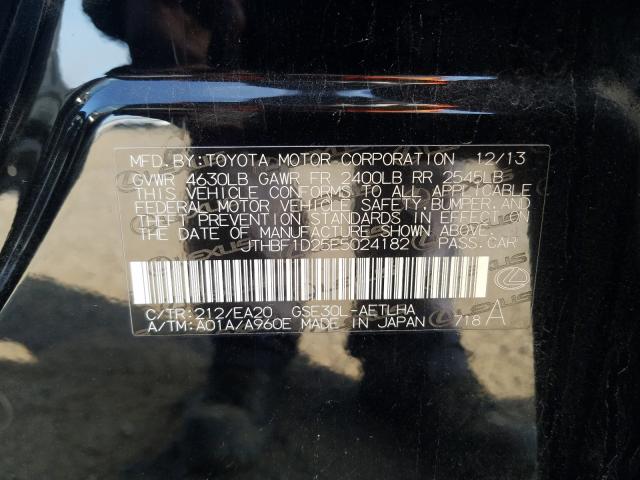 MFD.BY:TOYOTA MOTOR CORPORATION 12/13
GVWR 4630LB GAWR FR 2400LB RR 2545LB
THIS VEHICLE CONFORMS TO ALL APPLICABLE
FEDERAL MOTOR VEHICLE SAFETY,BUMPER,AND
THEFT PREVENTION STANDARDS IN EFFECT ON
THE DATE OF MANUFACTURE SHOWN ABOVE.
JTHBF1D25E5024182 PASS.CAR
C/TR:212/EA20 GSE30L-AETLHA
A/TM:A01A/A960E MADE IN JAPAN 718 A
LEXUS